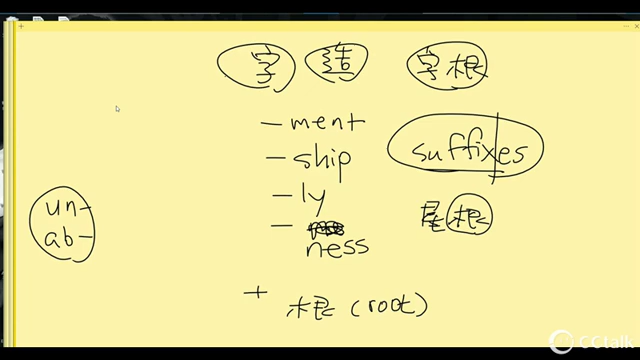 字 造 字根
-ment
-ship
suffixes
-ly
un-
ab-
尾根
-ness
+ 根 (root)
CCtalk